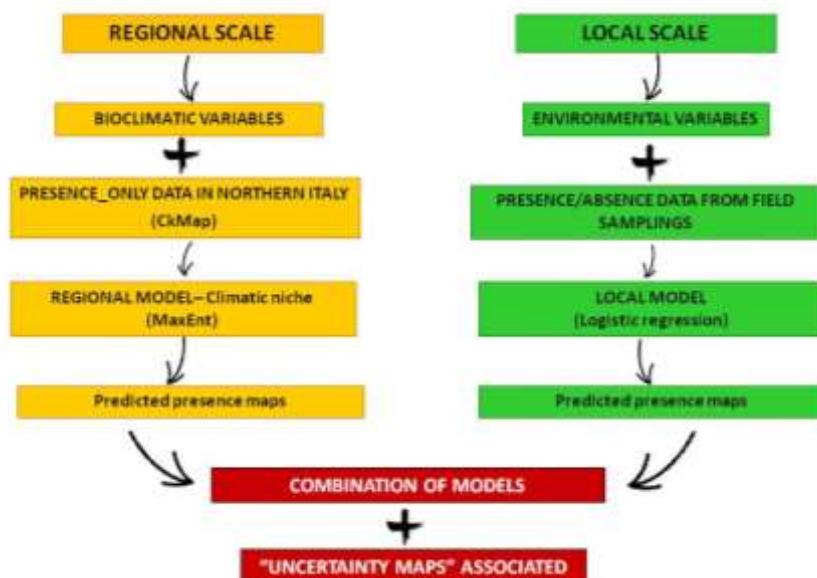 REGIONAL SCALE
BIOCLIMATIC VARIABLES
+
PRESENCE_ONLY DATA IN NORTHERN ITALY
(CkMap)
REGIONAL MODEL– Climatic niche
(MaxEnt)
Predicted presence maps
LOCAL SCALE
ENVIRONMENTAL VARIABLES
+
PRESENCE/ABSENCE DATA FROM FIELD
SAMPLINGS
LOCAL MODEL
(Logistic regression)
Predicted presence maps
COMBINATION OF MODELS
+
"UNCERTAINTY MAPS" ASSOCIATED